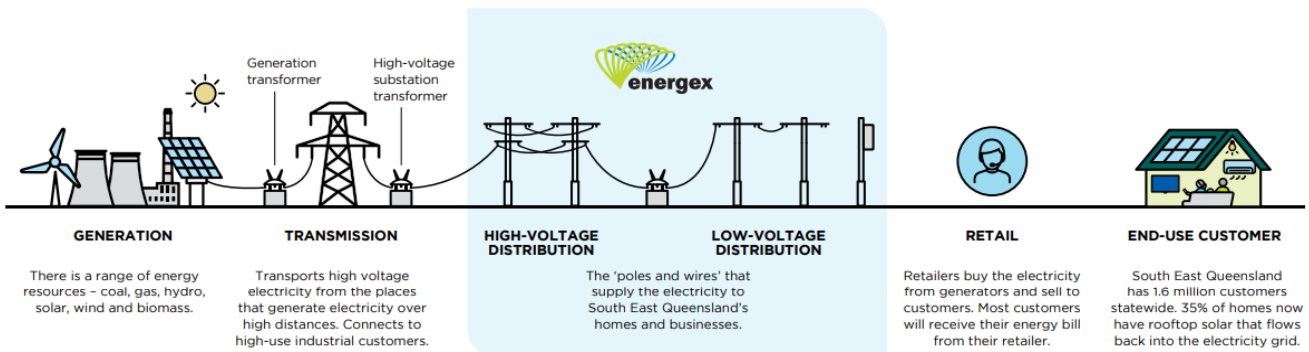 Generation
transformer
High-voltage
substation
transformer
energex
GENERATION
There is a range of energy
resources – coal, gas, hydro,
solar, wind and biomass.
TRANSMISSION
Transports high voltage
electricity from the places
that generate electricity over
high distances. Connects to
high-use industrial customers.
HIGH-VOLTAGE
DISTRIBUTION
LOW-VOLTAGE
DISTRIBUTION
The ‘poles and wires’ that
supply the electricity to
South East Queensland’s
homes and businesses.
RETAIL
Retailers buy the electricity
from generators and sell to
customers. Most customers
will receive their energy bill
from their retailer.
END-USE CUSTOMER
South East Queensland
has 1.6 million customers
statewide. 35% of homes now
have rooftop solar that flows
back into the electricity grid.